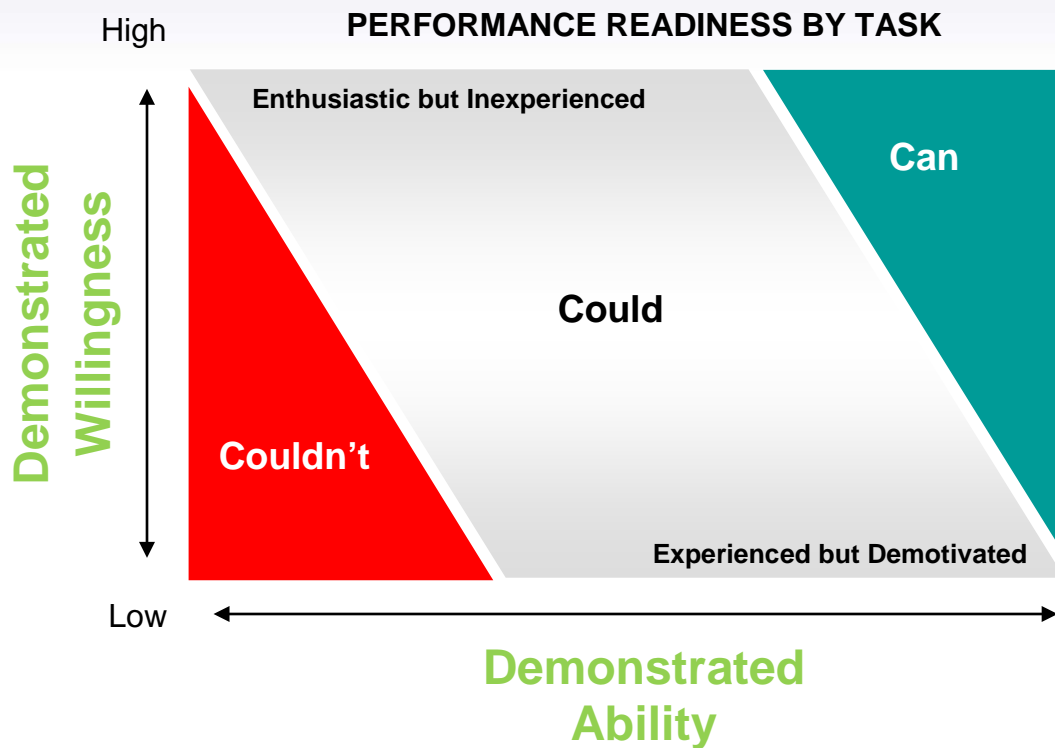 High
PERFORMANCE READINESS BY TASK
Enthusiastic but Inexperienced
Can
Demonstrated
Willingness
Could
Couldn’t
Experienced but Demotivated
Low
Demonstrated
Ability